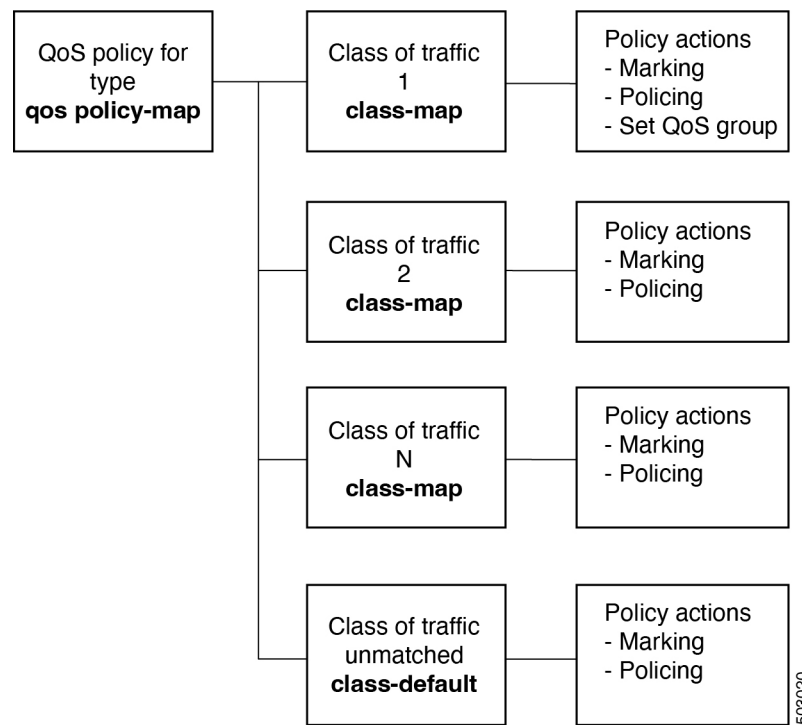 QoS policy for
type
qos policy-map
Class of traffic
1
class-map
Policy actions
- Marking
- Policing
- Set QoS group
Class of traffic
2
class-map
Policy actions
- Marking
- Policing
Class of traffic
N
class-map
Policy actions
- Marking
- Policing
Class of traffic
unmatched
class-default
Policy actions
- Marking
- Policing